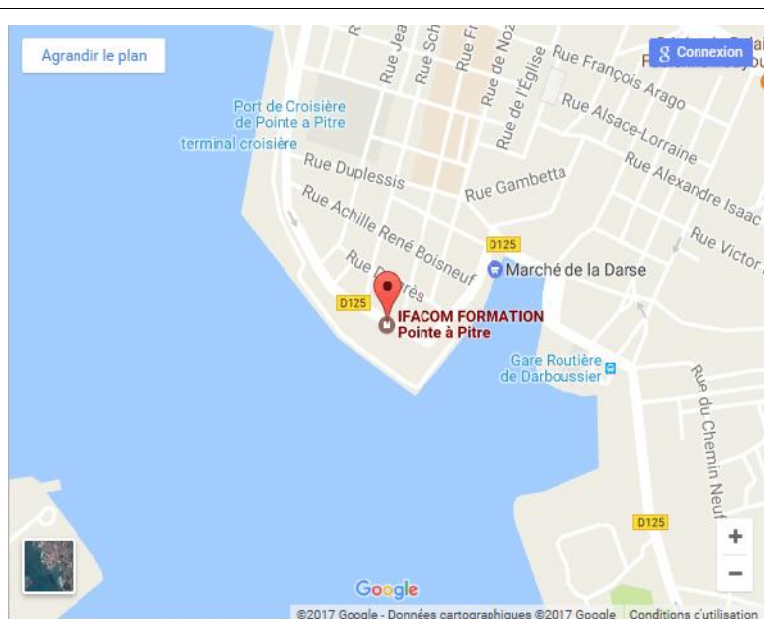 Agrandir le plan
Connexion
Rue François Arago
Rue de Noz
Rue de l'Église
Rue Alsace-Lorraine
Port de Croisière
de Pointe a Pitre
terminal croisière
Rue Duplessis
Rue Gambetta
Rue Alexandre Isaac
Rue Achille René Boisneuf
Rue Victor
D125
Marché de la Darse
D125
IFACOM FORMATION
Pointe à Pitre
Gare Routière
de Darboussier
Rue du Chemin Neuf
D125
+
−
Google
©2017 Google - Données cartographiques ©2017 Google
Conditions d'utilisation